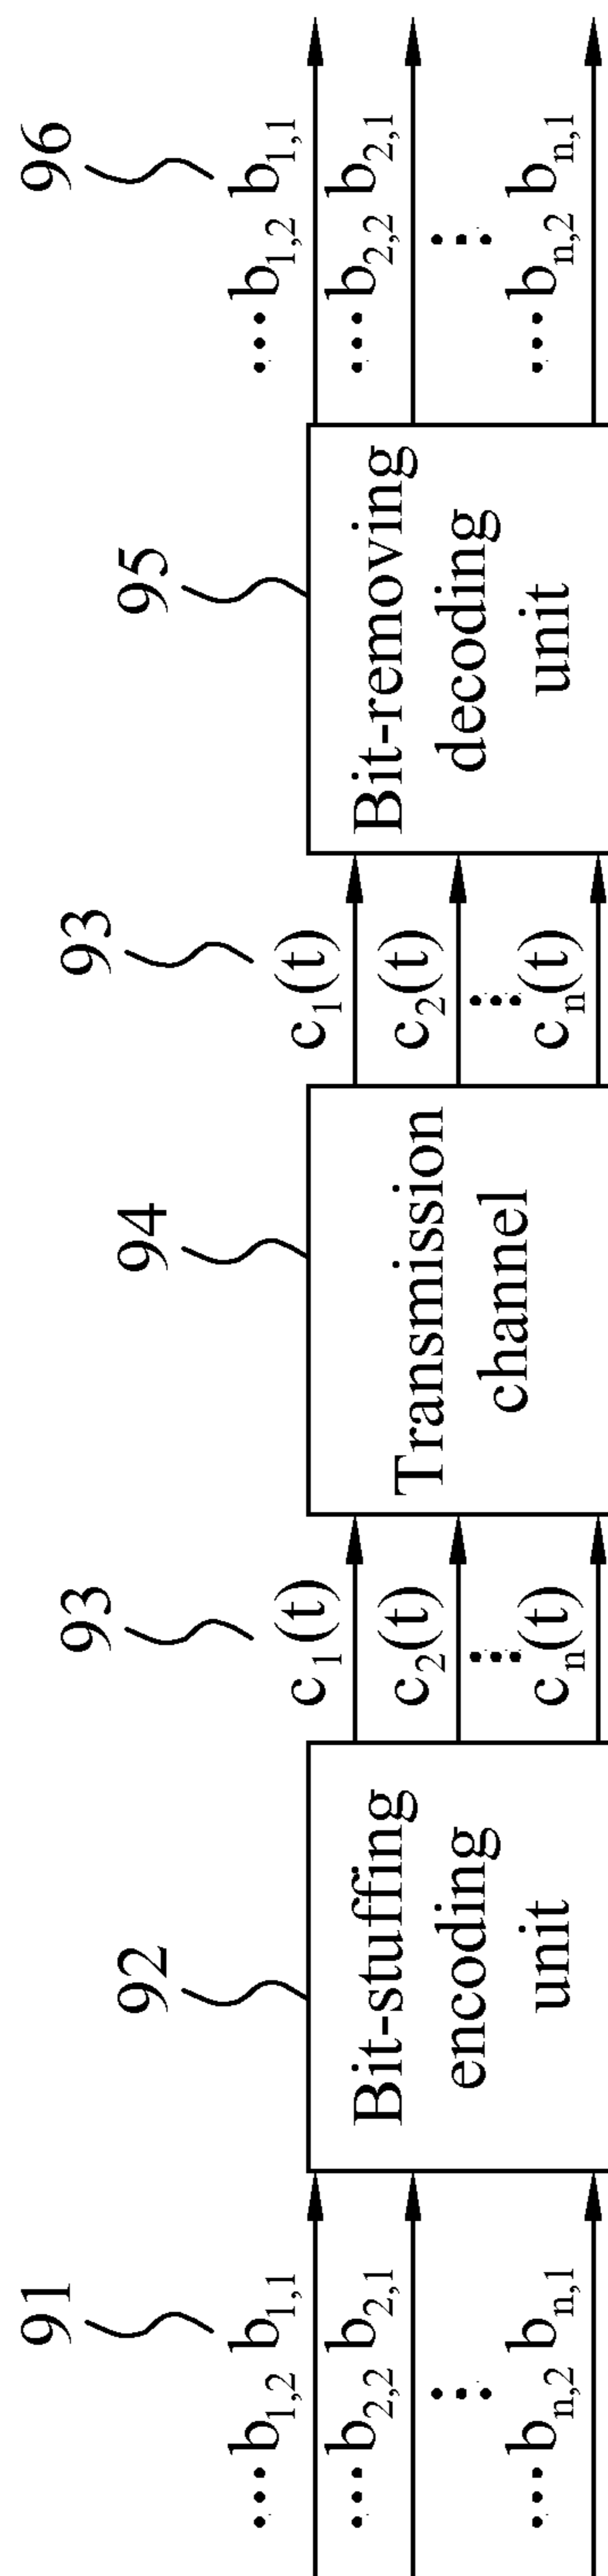 91
…b1,2 b1,1
…b2,2 b2,1
⋮
…bn,2 bn,1
92
Bit-stuffing
encoding
unit
93
c1(t)
c2(t)
⋮
cn(t)
94
Transmission
channel
93
c1(t)
c2(t)
⋮
cn(t)
95
Bit-removing
decoding
unit
96
…b1,2 b1,1
…b2,2 b2,1
⋮
…bn,2 bn,1